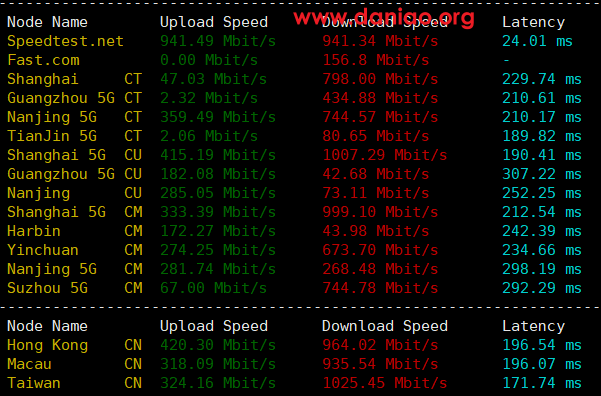 www.daniao.org
Node Name Upload Speed Download Speed Latency
Speedtest.net 941.49 Mbit/s 941.34 Mbit/s 24.01 ms
Fast.com 0.00 Mbit/s 156.8 Mbit/s -
Shanghai CT 47.03 Mbit/s 798.00 Mbit/s 229.74 ms
Guangzhou 5G CT 2.32 Mbit/s 434.88 Mbit/s 210.61 ms
Nanjing 5G CT 359.49 Mbit/s 744.57 Mbit/s 210.17 ms
TianJin 5G CT 2.06 Mbit/s 80.65 Mbit/s 189.82 ms
Shanghai 5G CU 415.19 Mbit/s 1007.29 Mbit/s 190.41 ms
Guangzhou 5G CU 182.08 Mbit/s 42.68 Mbit/s 307.22 ms
Nanjing CU 285.05 Mbit/s 73.11 Mbit/s 252.25 ms
Shanghai 5G CM 333.39 Mbit/s 999.10 Mbit/s 212.54 ms
Harbin CM 172.27 Mbit/s 43.98 Mbit/s 242.39 ms
Yinchuan CM 274.25 Mbit/s 673.70 Mbit/s 234.66 ms
Nanjing 5G CM 281.74 Mbit/s 268.48 Mbit/s 298.19 ms
Suzhou 5G CM 67.00 Mbit/s 744.78 Mbit/s 292.29 ms
Node Name Upload Speed Download Speed Latency
Hong Kong CN 420.30 Mbit/s 964.02 Mbit/s 196.54 ms
Macau CN 318.09 Mbit/s 935.54 Mbit/s 196.07 ms
Taiwan CN 324.16 Mbit/s 1025.45 Mbit/s 171.74 ms